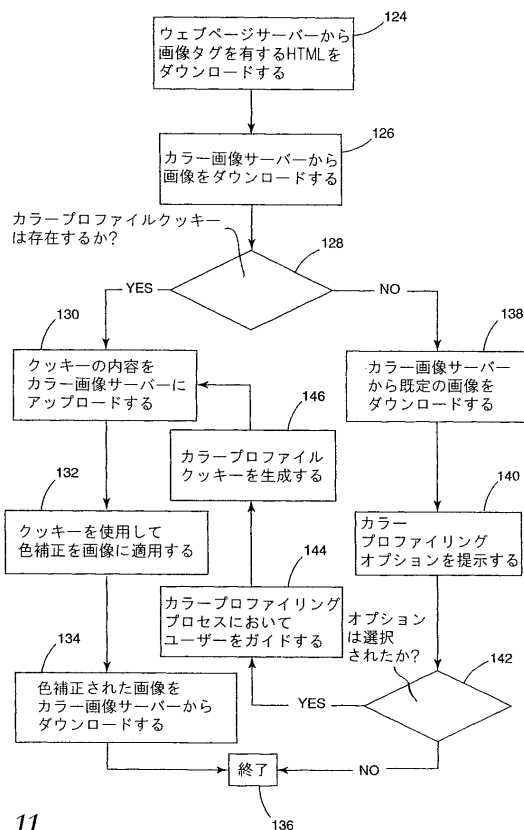 124
ウェブページサーバーから
画像タグを有するHTMLを
ダウンロードする
126
カラー画像サーバーから
画像をダウンロードする
カラープロファイルクッキー
は存在するか?
128
YES
NO
130
クッキーの内容を
カラー画像サーバーに
アップロードする
138
カラー画像サーバー
から既定の画像を
ダウンロードする
146
カラープロファイル
クッキーを生成する
132
クッキーを使用して
色補正を画像に適用する
140
カラー
プロファイリング
オプションを提示する
144
カラープロファイリング
プロセスにおいて
ユーザーをガイドする
オプション
は選択
されたか?
142
134
色補正された画像を
カラー画像サーバーから
ダウンロードする
YES
NO
終了
136
11